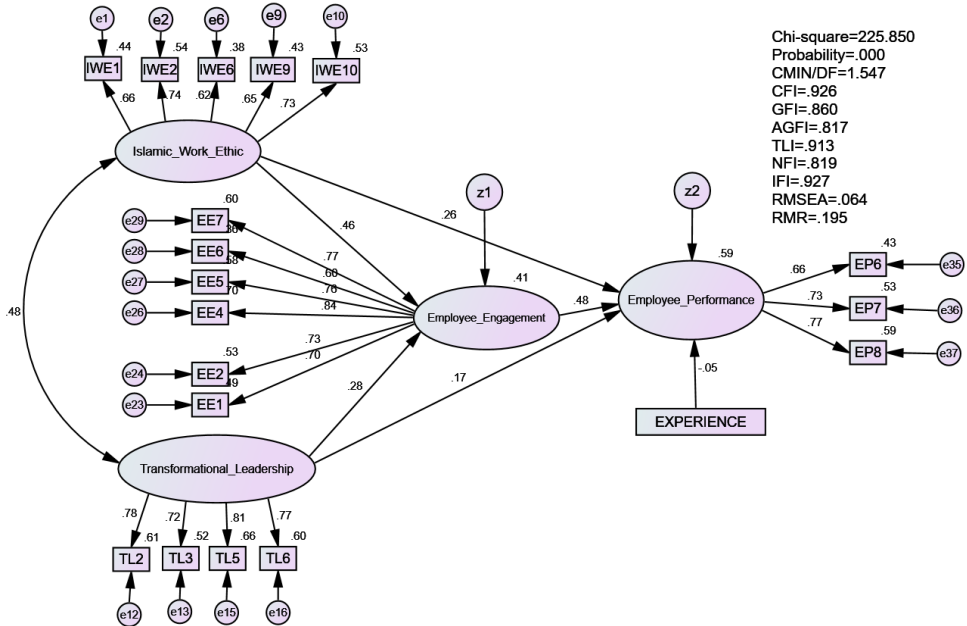 e1 e2 e6 e9 e10
.44 .54 .38 .43 .53
IWE1 IWE2 IWE6 IWE9 IWE10
.66 .74 .62 .65 .73
Islamic_Work_Ethic
Chi-square=225.850
Probability=.000
CMIN/DF=1.547
CFI=.926
GFI=.860
AGFI=.817
TLI=.913
NFI=.819
IFI=.927
RMSEA=.064
RMR=.195
z1
z2
.26
.46
.60
e29 EE7
.36
e28 EE6
.58
e27 EE5
.70
e26 EE4
.77
.60
.76
.84
.53
e24 EE2
.49
e23 EE1
.73
.70
.41
Employee_Engagement
.48
.59
Employee_Performance
.43
.66 EP6 e35
.53
.73 EP7 e36
.59
.77 EP8 e37
.48
.28
.17
-.05
EXPERIENCE
Transformational_Leadership
.78 .72 .81 .77
.61 .52 .66 .60
TL2 TL3 TL5 TL6
e12 e13 e15 e16